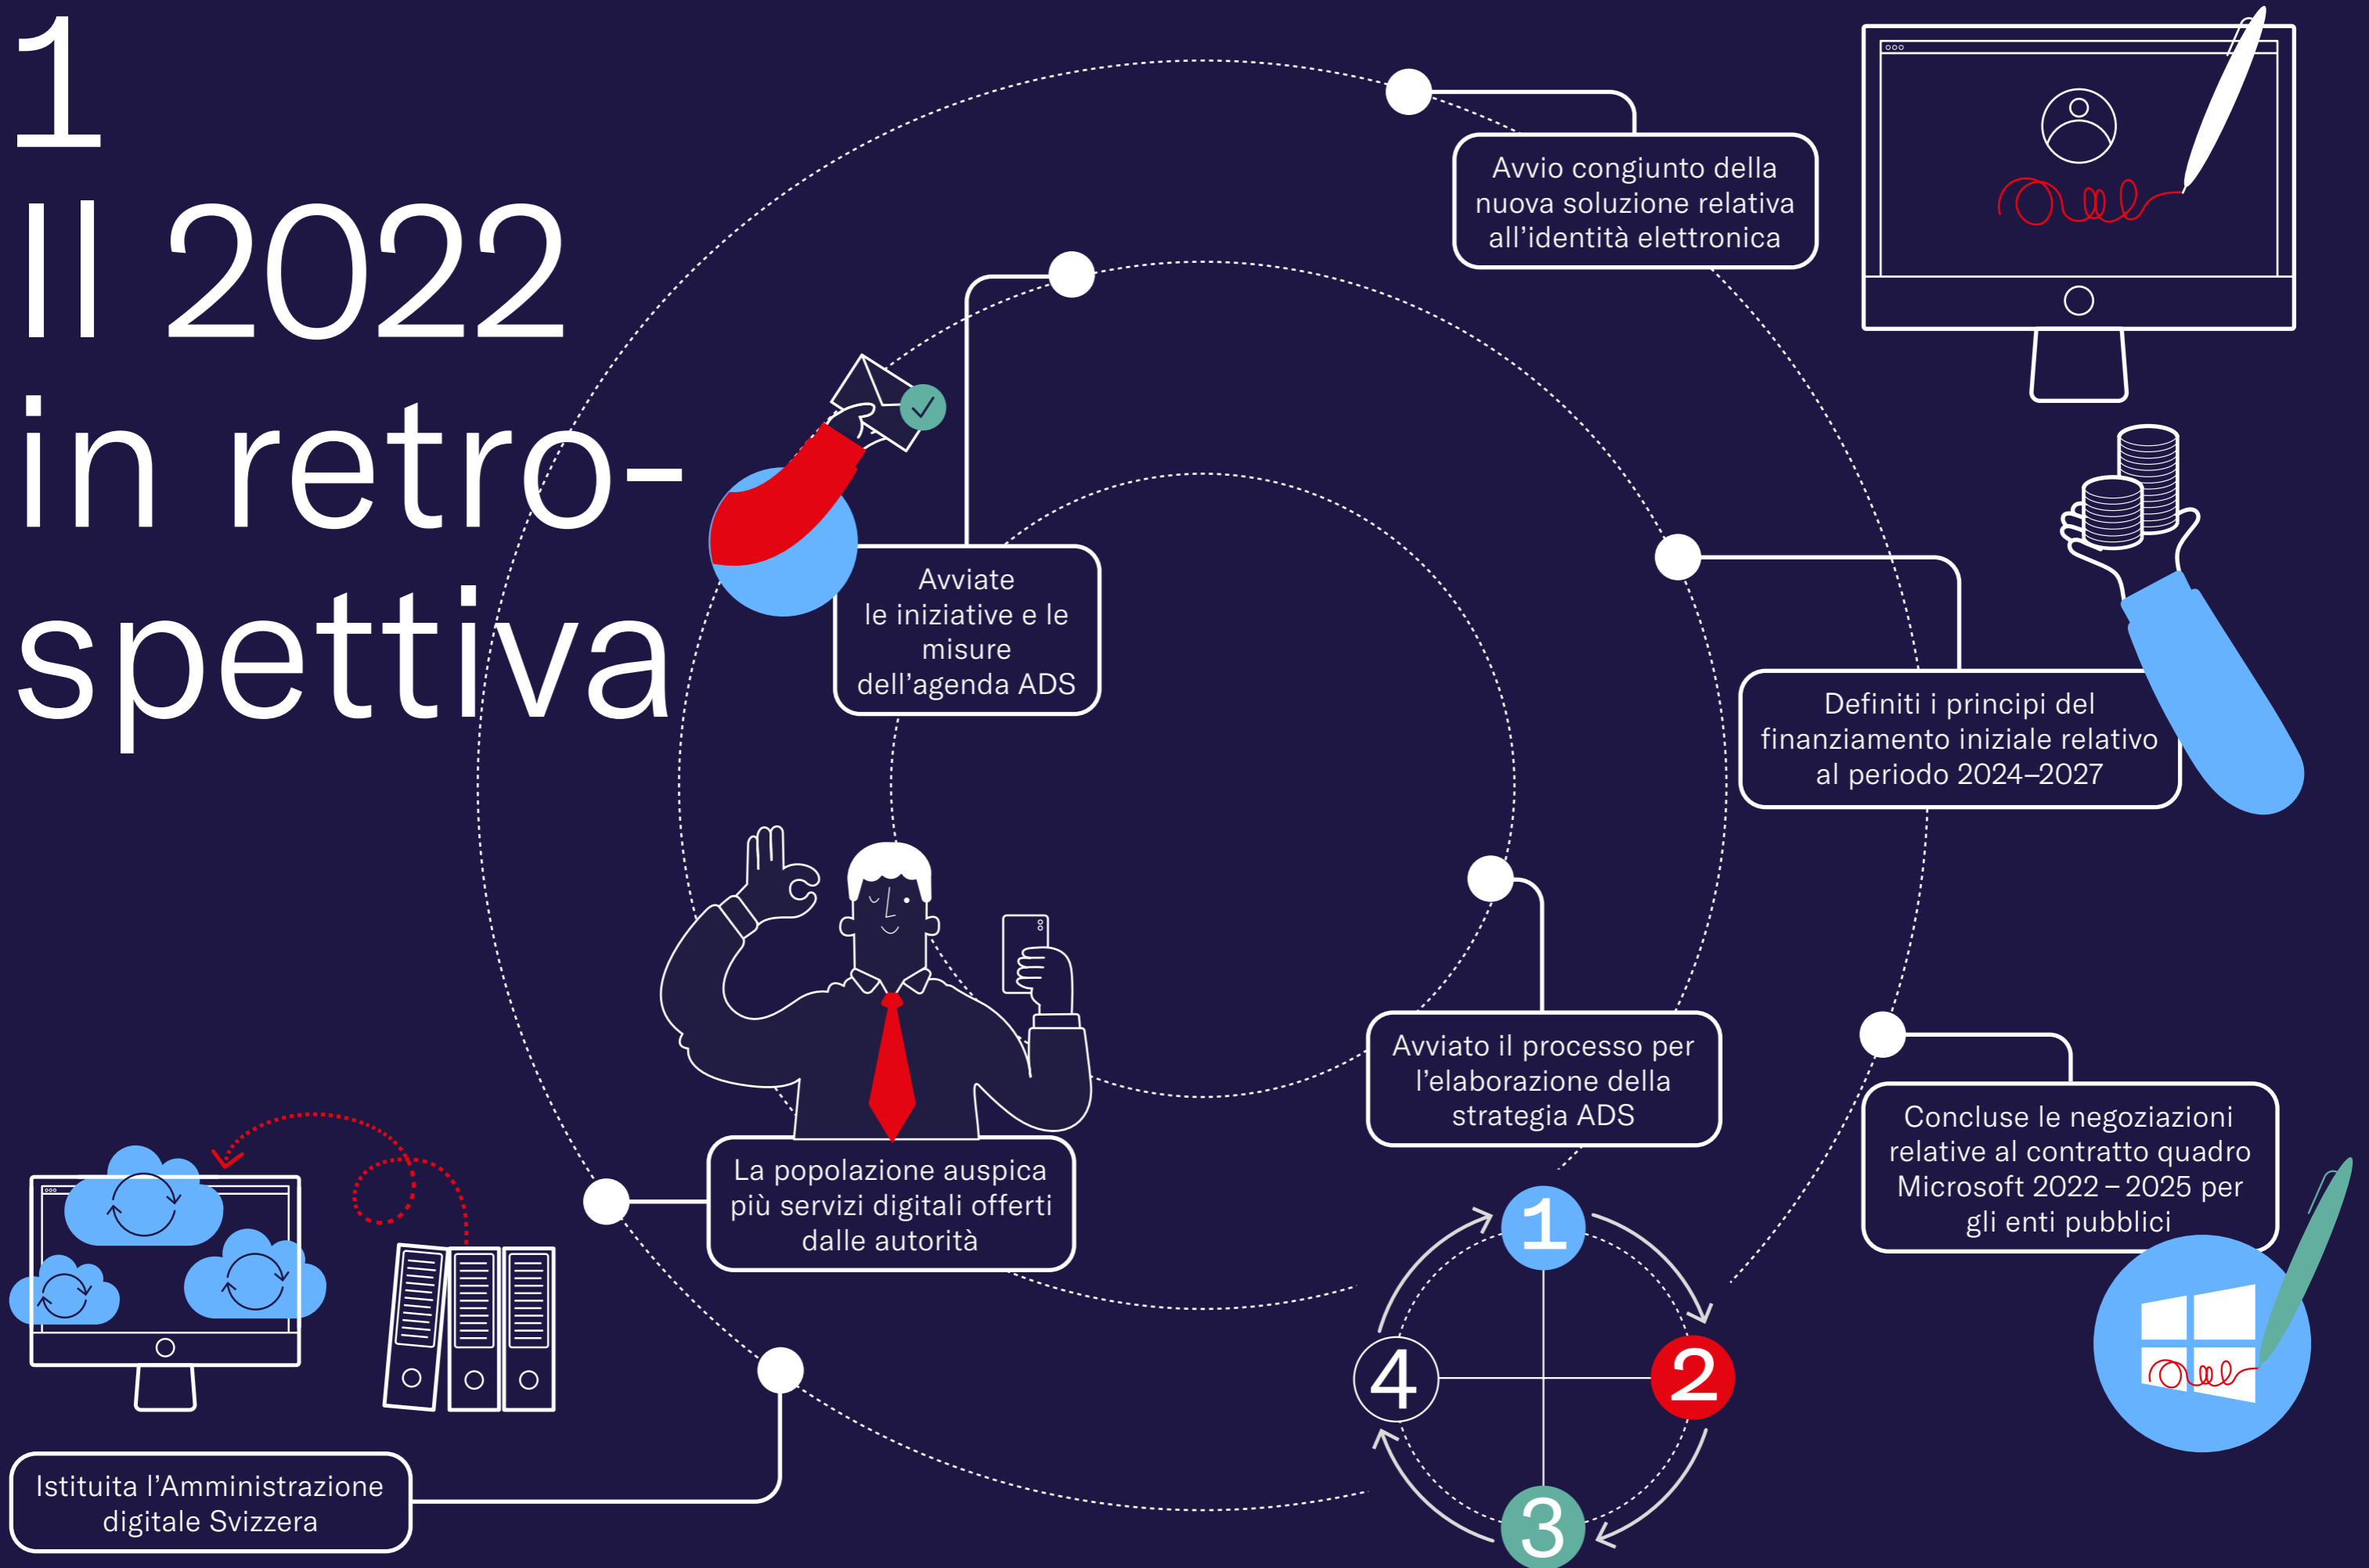 1
Il 2022
in retro-
spettiva
Avvio congiunto della
nuova soluzione relativa
all'identità elettronica
Avviate
le iniziative e le
misure
dell'agenda ADS
Definiti i principi del
finanziamento iniziale relativo
al periodo 2024–2027
Avviato il processo per
l'elaborazione della
strategia ADS
Concluse le negoziazioni
relative al contratto quadro
Microsoft 2022 – 2025 per
gli enti pubblici
La popolazione auspica
più servizi digitali offerti
dalle autorità
Istituita l'Amministrazione
digitale Svizzera
1
2
3
4